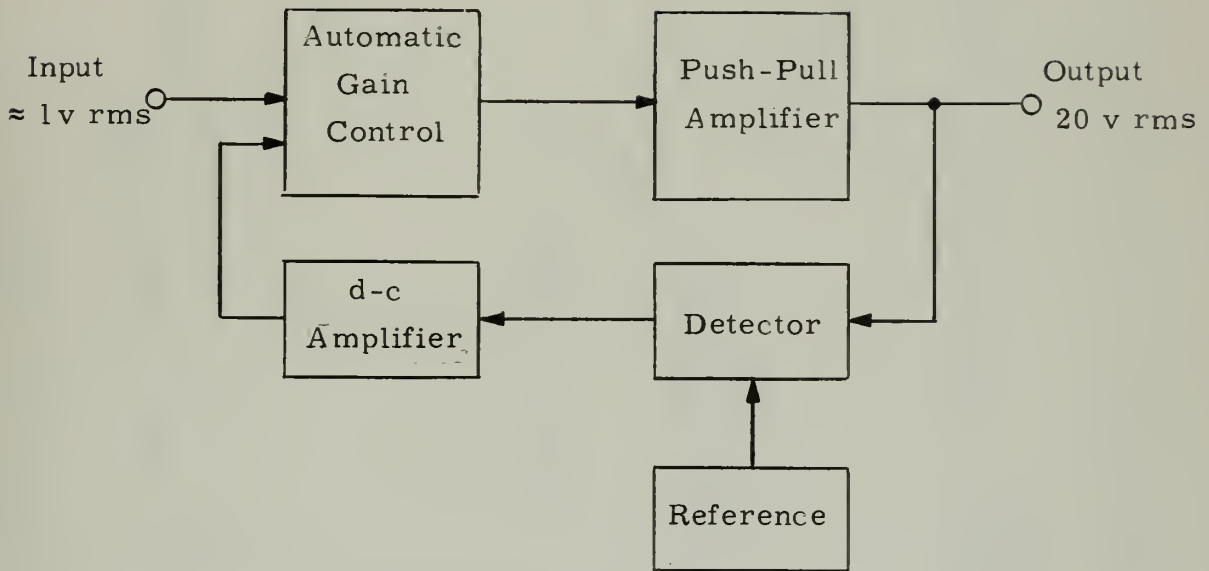 Input
≈ 1v rms
Automatic
Gain
Control
Push-Pull
Amplifier
Output
20 v rms
d-c
Amplifier
Detector
Reference